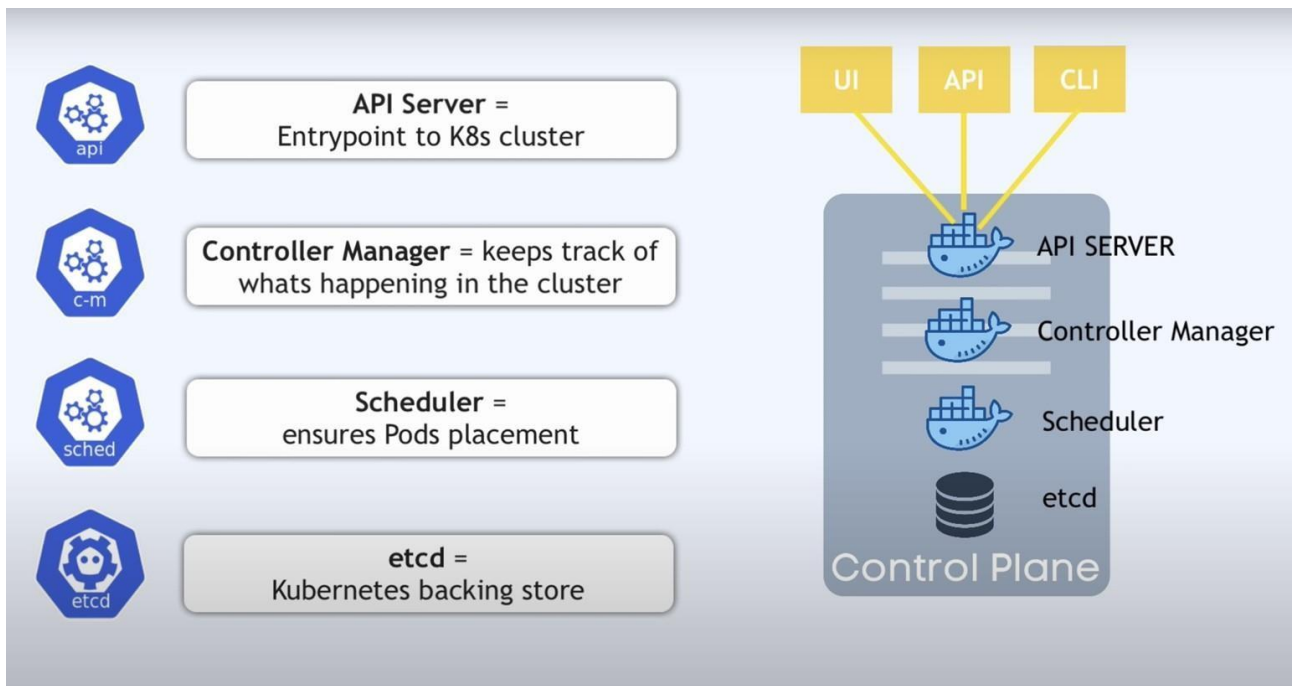 api
API Server =
Entrypoint to K8s cluster
c-m
Controller Manager = keeps track of
whats happening in the cluster
sched
Scheduler =
ensures Pods placement
etcd
etcd =
Kubernetes backing store
UI
API
CLI
API SERVER
Controller Manager
Scheduler
etcd
Control Plane